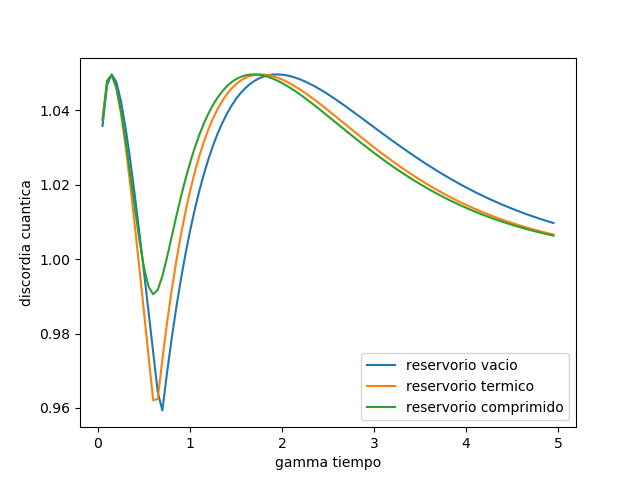 1.04
1.02
1.00
0.98
0.96
discordia cuantica
0
1
2
3
4
5
gamma tiempo
reservorio vacio
reservorio termico
reservorio comprimido